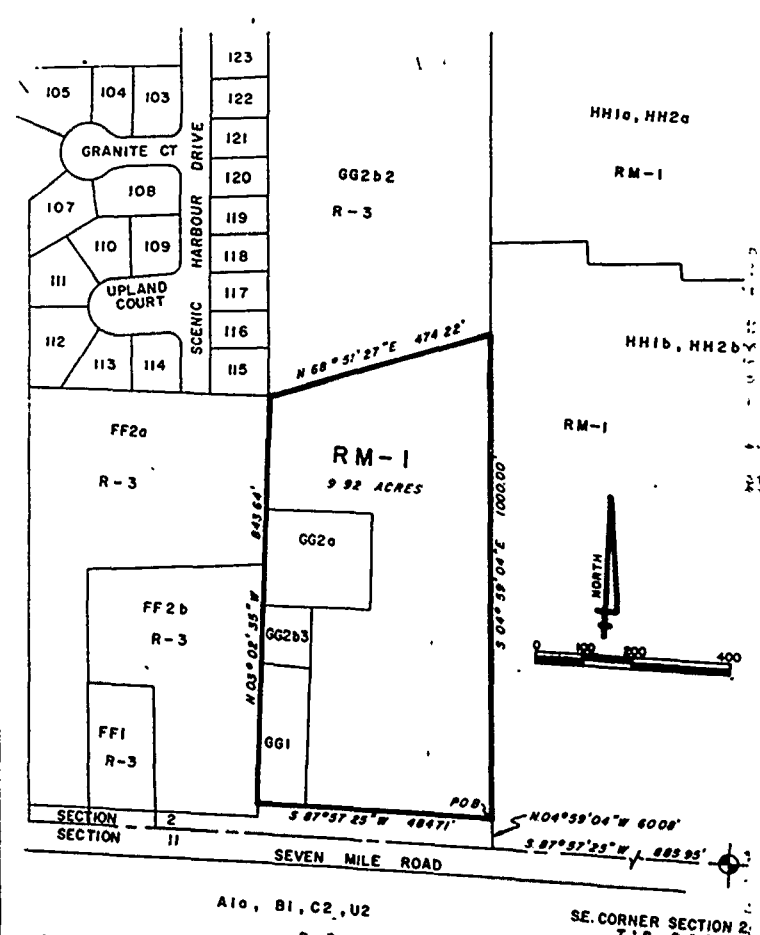 123
105 104 103
122
HH1a, HH2a
121
GRANITE CT
120
GG2b2
RM-1
108
107
119
R-3
110 109
118
SCENIC HARBOUR DRIVE
111
UPLAND
COURT
117
112
116
113 114
115
N 68° 51' 27" E 474 22'
HH1b, HH2b
FF2a
RM-1
R-3
RM-1
9 92 ACRES
843 64'
GG2a
S 04° 59' 04" E 1000.00'
NORTH
FF2b
R-3
GG2b3
N 03° 02' 35" W
0 100 200 400
FF1
R-3
GG1
POB
S 87° 57 25" W 484 71'
N.04° 59' 04" W 60 08'
SECTION 2
SECTION 11
S 87° 57' 25" W 885 95'
SEVEN MILE ROAD
A1a, B1, C2, U2
S.E. CORNER SECTION 2,